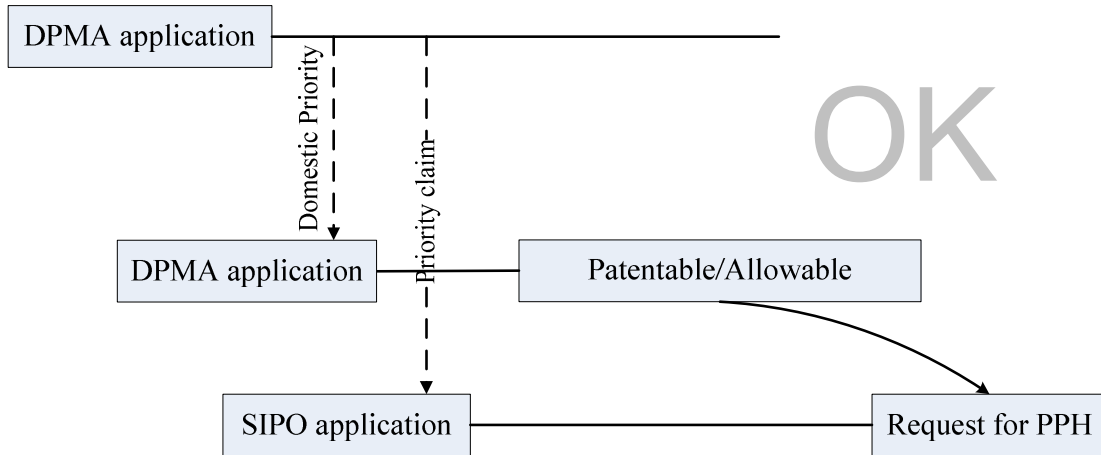 DPMA application
Domestic Priority
Priority claim
OK
DPMA application
Patentable/Allowable
SIPO application
Request for PPH